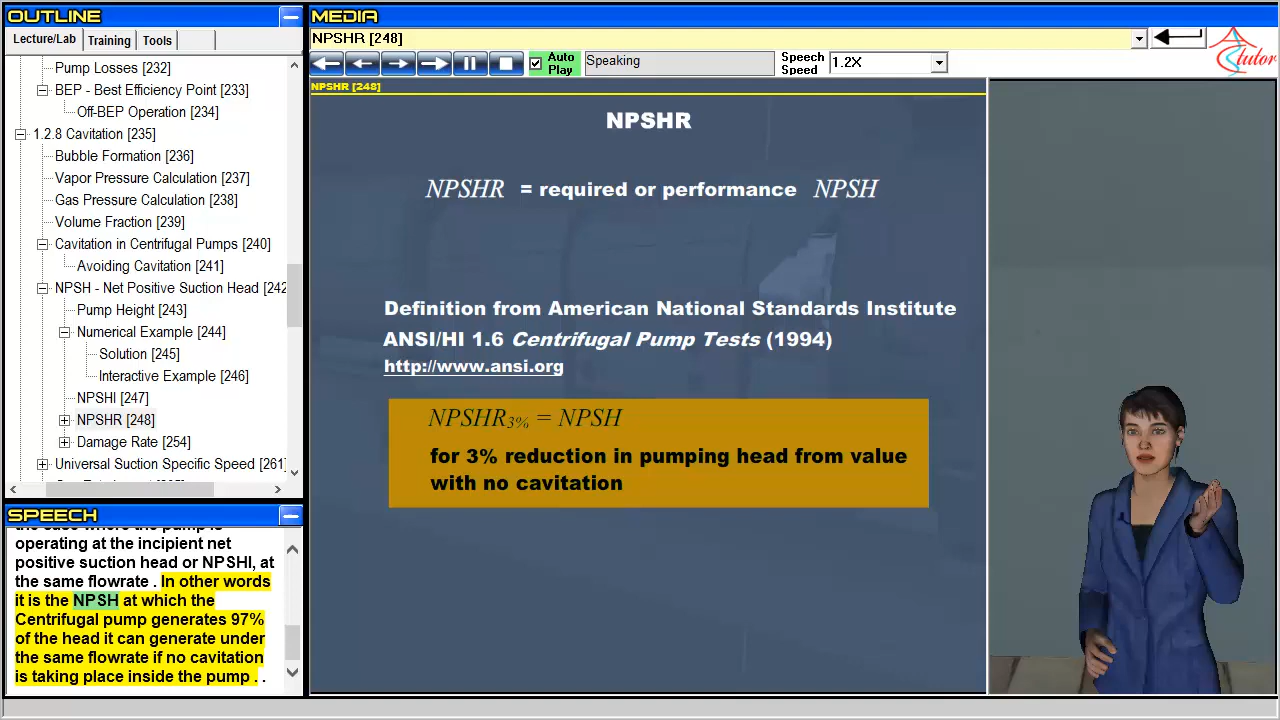 OUTLINE
Lecture/Lab Training Tools
Pump Losses [232]
BEP - Best Efficiency Point [233]
Off-BEP Operation [234]
1.2.8 Cavitation [235]
Bubble Formation [236]
Vapor Pressure Calculation [237]
Gas Pressure Calculation [238]
Volume Fraction [239]
Cavitation in Centrifugal Pumps [240]
Avoiding Cavitation [241]
NPSH - Net Positive Suction Head [242
Pump Height [243]
Numerical Example [244]
Solution [245]
Interactive Example [246]
NPSHI [247]
NPSHR [248]
Damage Rate [254]
Universal Suction Specific Speed [261]
SPEECH
operating at the incipient net
positive suction head or NPSHI, at
the same flowrate . In other words
it is the NPSH at which the
Centrifugal pump generates 97%
of the head it can generate under
the same flowrate if no cavitation
is taking place inside the pump . .
MEDIA
NPSHR [248]
Auto
Play
Speaking
Speech
Speed
1.2X
tutor
NPSHR [248]
NPSHR
NPSHR = required or performance NPSH
Definition from American National Standards Institute
ANSI/HI 1.6 Centrifugal Pump Tests (1994)
http://www.ansi.org
NPSHR3% = NPSH
for 3% reduction in pumping head from value
with no cavitation